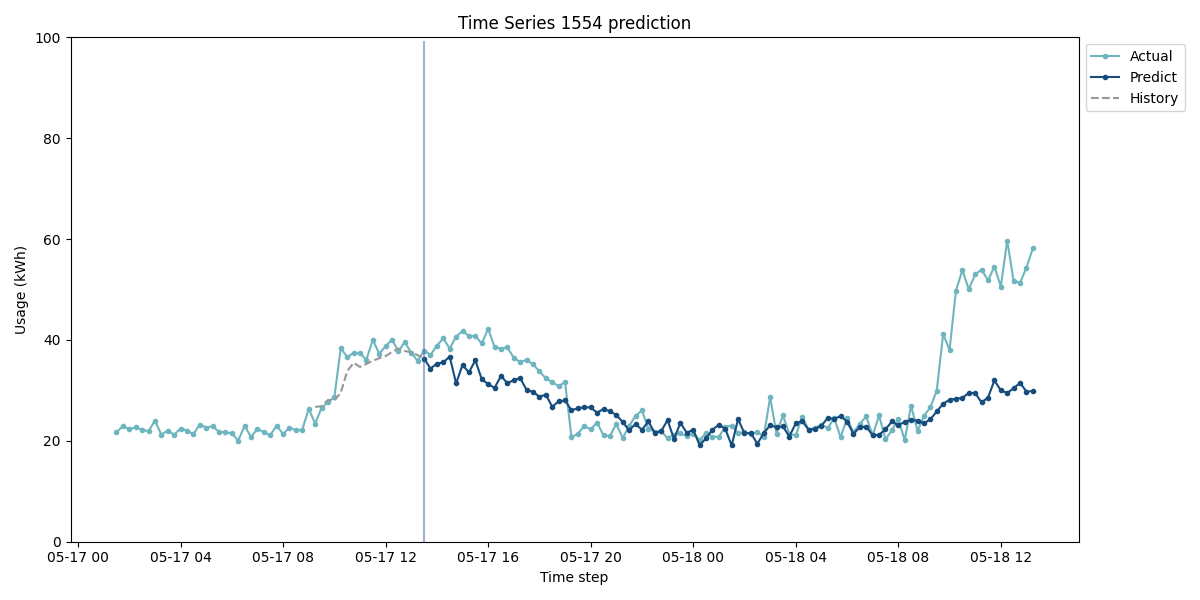 Time Series 1554 prediction
100
80
60
40
20
0
Usage (kWh)
05-17 00
05-17 04
05-17 08
05-17 12
05-17 16
05-17 20
05-18 00
05-18 04
05-18 08
05-18 12
Time step
Actual
Predict
History